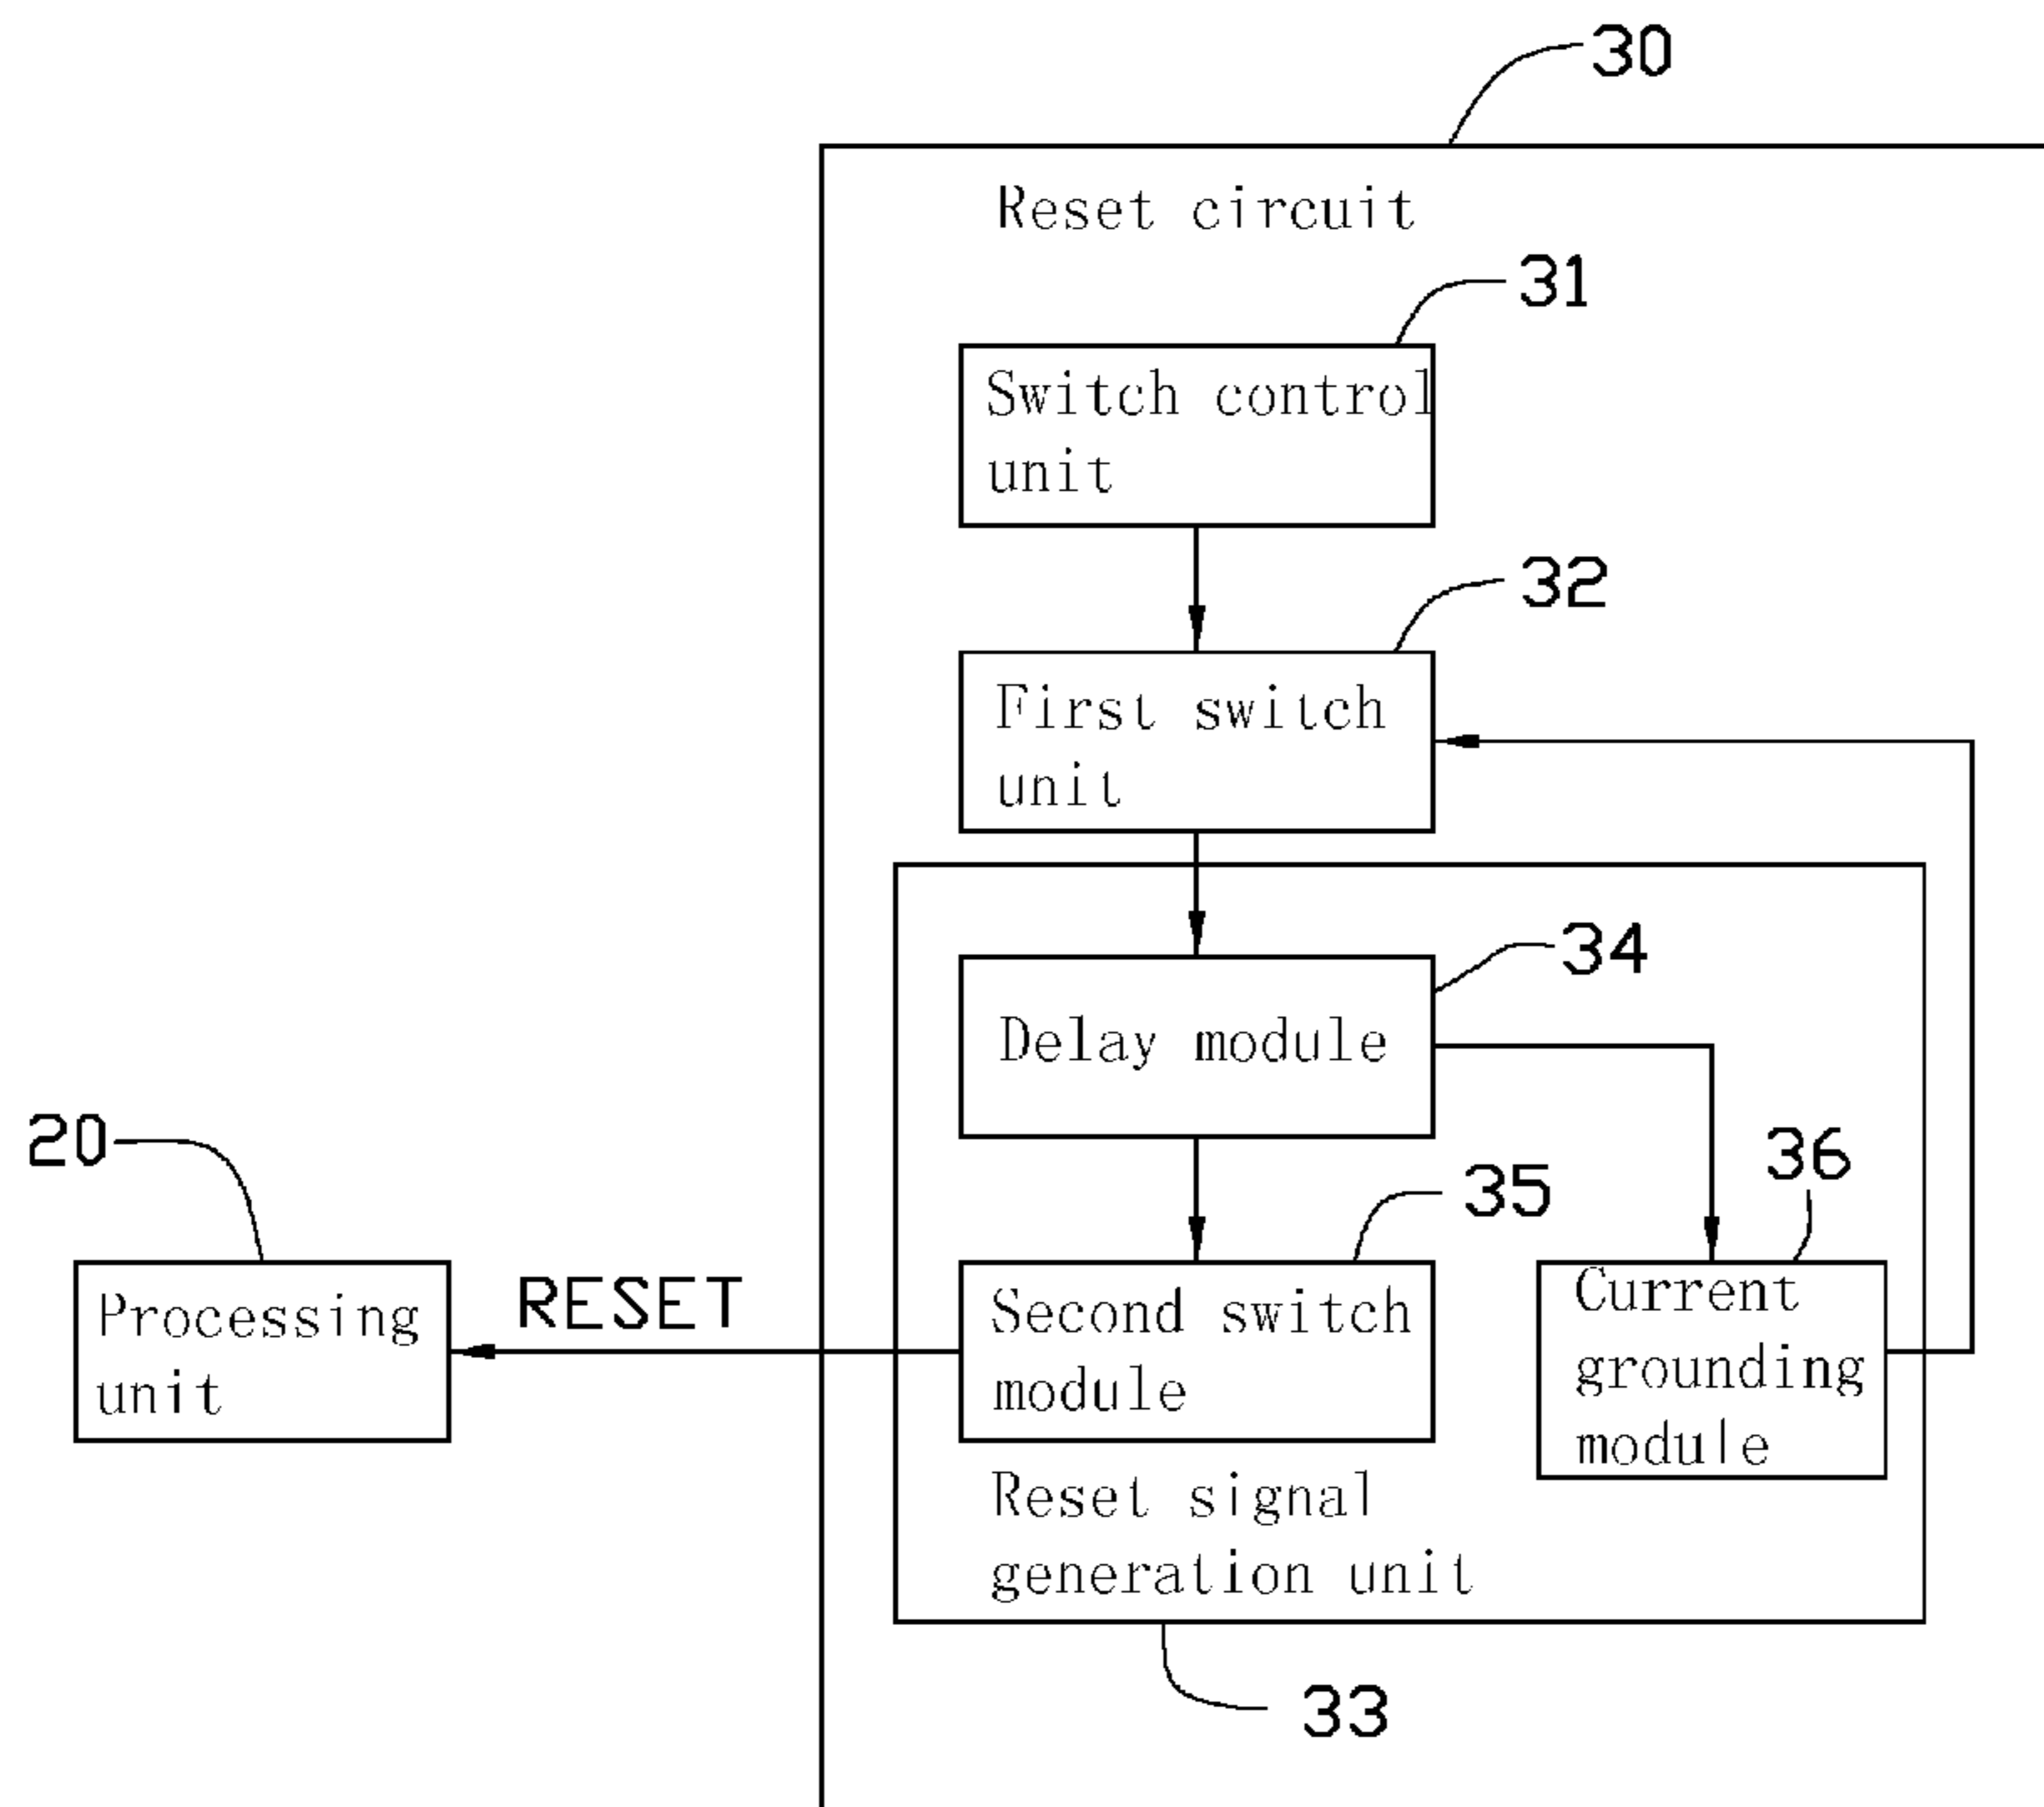 30
Reset circuit
31
Switch control
unit
32
First switch
unit
34
Delay module
20
36
35
Processing
unit
RESET
Second switch
module
Current
grounding
module
Reset signal
generation unit
33